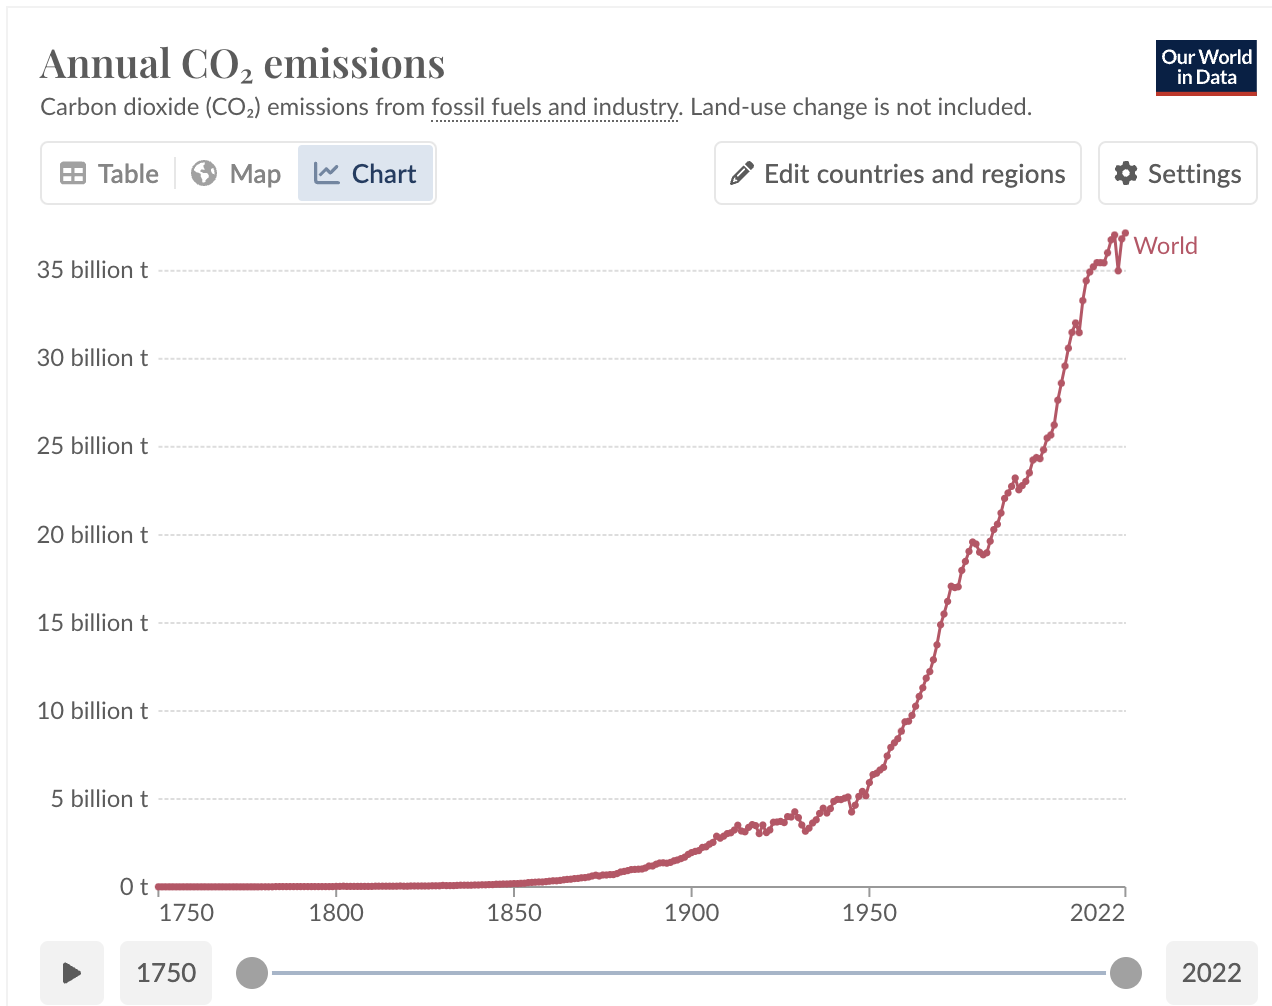 Annual CO₂ emissions
Our World
in Data
Carbon dioxide (CO₂) emissions from fossil fuels and industry. Land-use change is not included.
Table
Map
Chart
Edit countries and regions
Settings
World
35 billion t
30 billion t
25 billion t
20 billion t
15 billion t
10 billion t
5 billion t
0 t
1750 1800 1850 1900 1950 2022
1750
2022